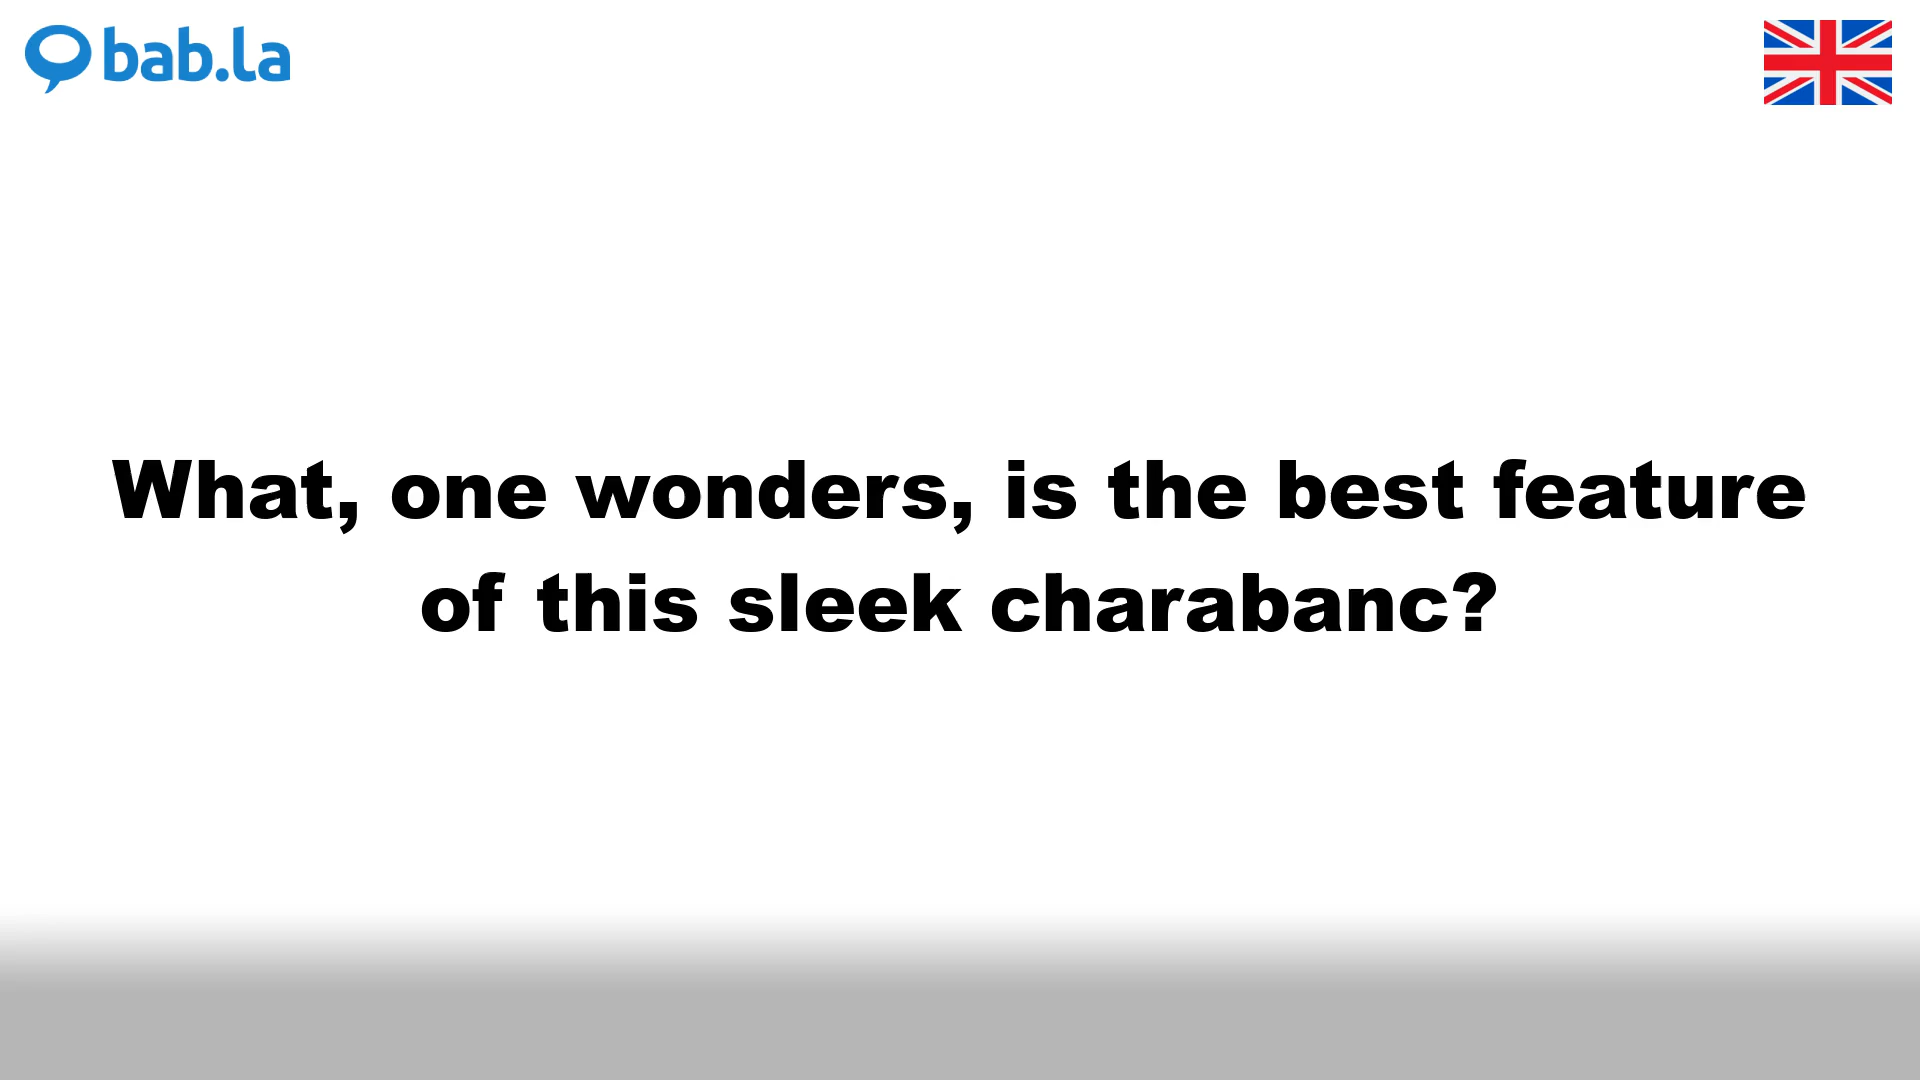 bab.la
What, one wonders, is the best feature
of this sleek charabanc?